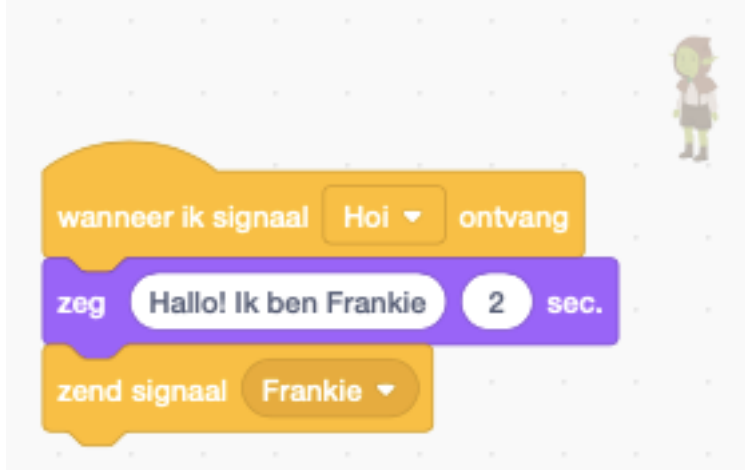 wanneer ik signaal Hoi ontvang
zeg Hallo! Ik ben Frankie 2 sec.
zend signaal Frankie